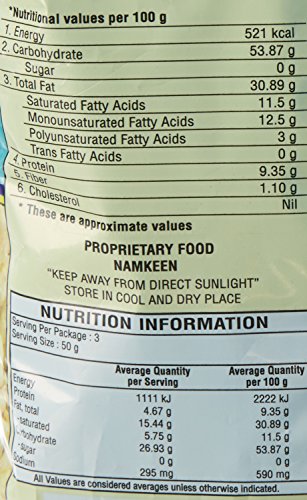 *Nutritional values per 100 g
1. Energy 521 kcal
2. Carbohydrate 53.87 g
Sugar 0 g
3. Total Fat 30.89 g
Saturated Fatty Acids 11.5 g
Monounsaturated Fatty Acids 12.5 g
Polyunsaturated Fatty Acids 3 g
Trans Fatty Acids 0 g
4. Protein 9.35 g
5. Fiber 1.10 g
6. Cholesterol Nil
* These are approximate values
PROPRIETARY FOOD
NAMKEEN
"KEEP AWAY FROM DIRECT SUNLIGHT"
STORE IN COOL AND DRY PLACE
NUTRITION INFORMATION
Serving Per Package : 3
Serving Size : 50 g
Average Quantity Average Quantity
per Serving per 100 g
Energy 1111 kJ 2222 kJ
Protein 4.67 g 9.35 g
Fat, total 15.44 g 30.89 g
-saturated 5.75 g 11.5 g
26.93 g 53.87 g
-sugar 0 g 0 g
Sodium 295 mg 590 mg
All Values are considered averages unless otherwise indicated.